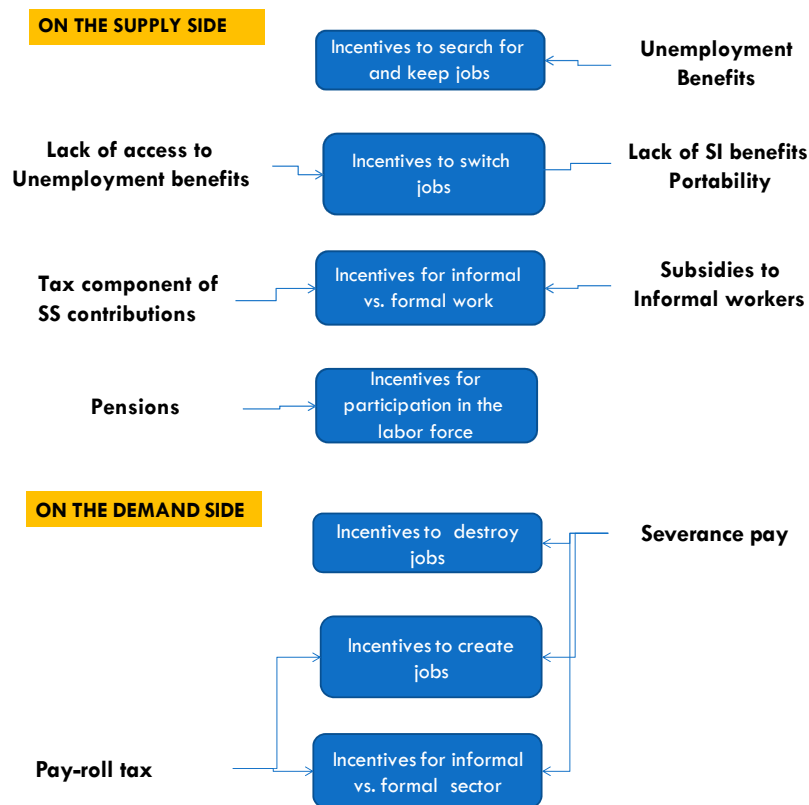 ON THE SUPPLY SIDE
Incentives to search for
and keep jobs
Unemployment
Benefits
Lack of access to
Unemployment benefits
Incentives to switch
jobs
Lack of SI benefits
Portability
Tax component of
SS contributions
Incentives for informal
vs. formal work
Subsidies to
Informal workers
Pensions
Incentives for
participation in the
labor force
ON THE DEMAND SIDE
Incentives to destroy
jobs
Severance pay
Incentives to create
jobs
Pay-roll tax
Incentives for informal
vs. formal sector